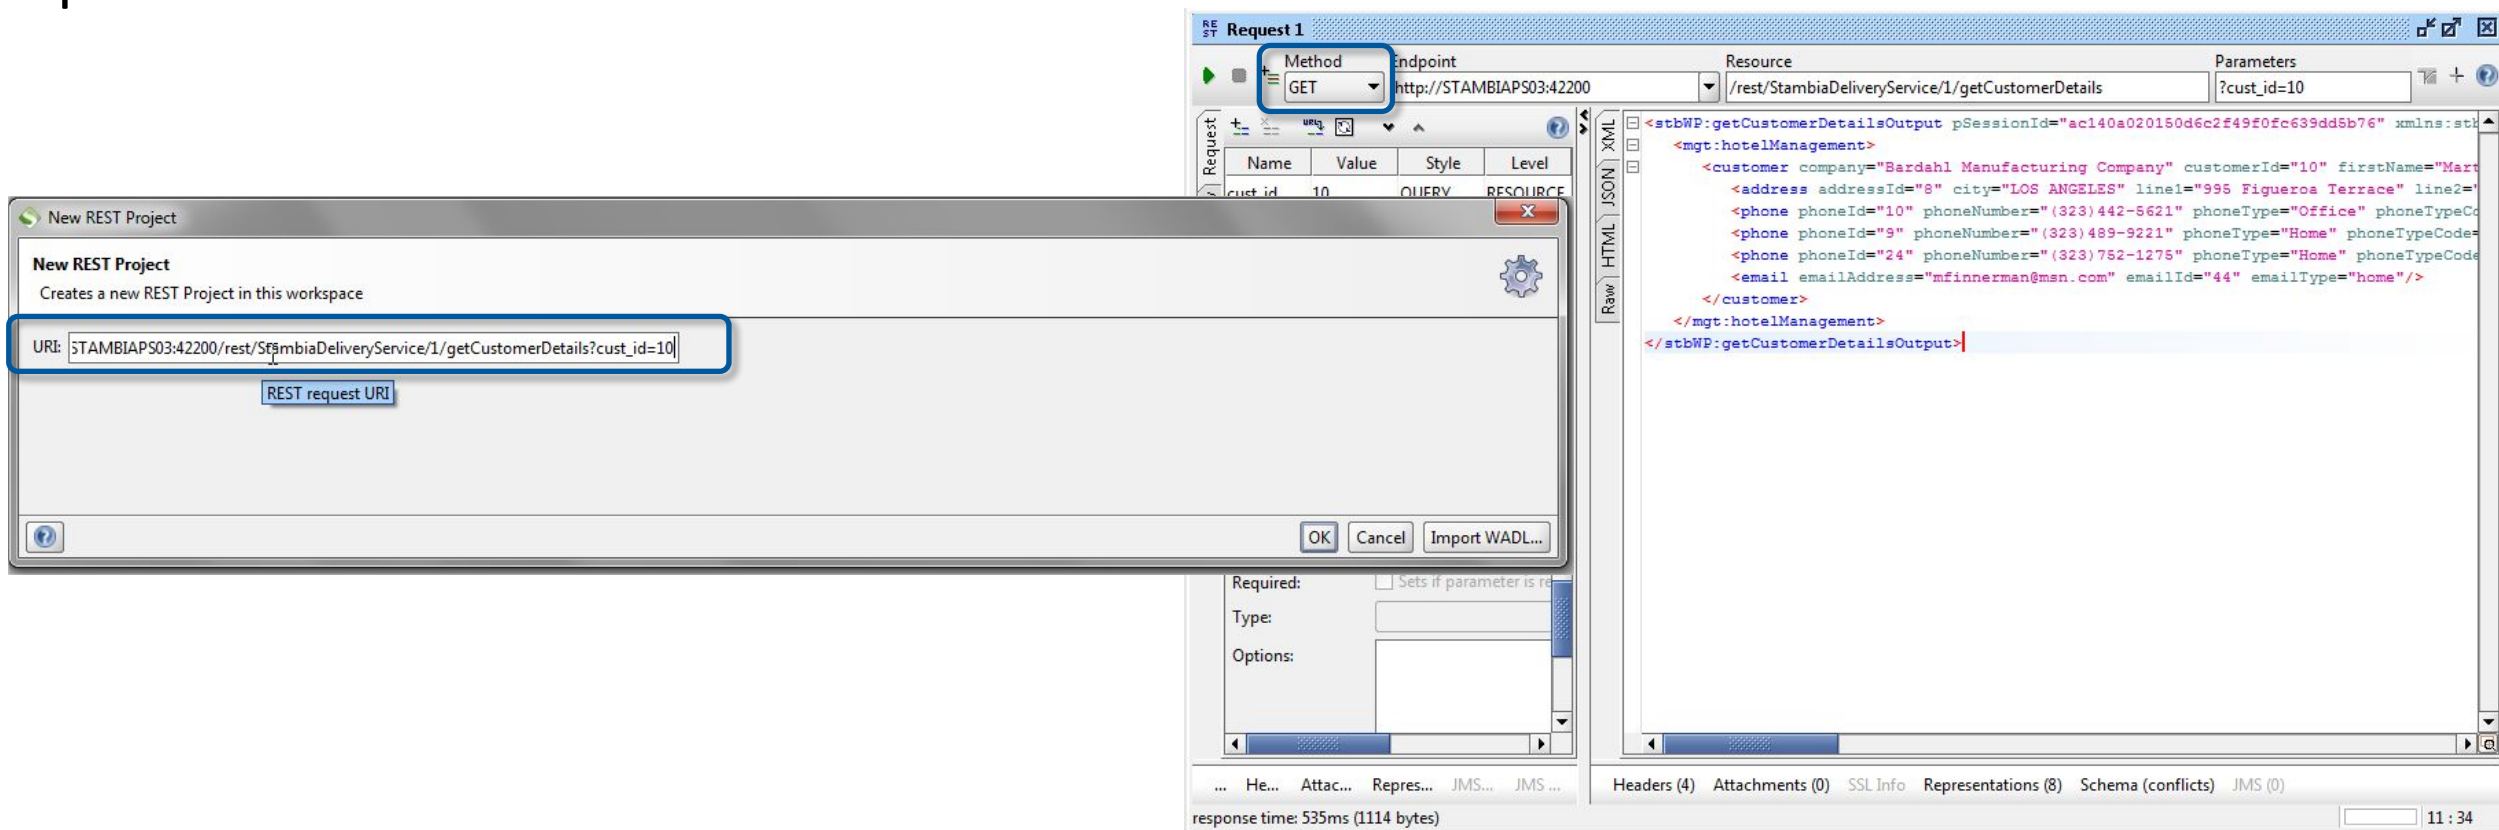 New REST Project
New REST Project
Creates a new REST Project in this workspace
URI: STAMBIAPS03:42200/rest/StambiaDeliveryService/1/getCustomerDetails?cust_id=10
REST request URI
OK Cancel Import WADL...
REST Request 1
Method Endpoint Resource Parameters
GET http://STAMBIAPS03:42200 /rest/StambiaDeliveryService/1/getCustomerDetails ?cust_id=10
Request
Name Value Style Level
cust_id 10 QUERY RESOURCE
Required: Sets if parameter is re
Type:
Options:
... He... Attac... Repres... JMS... JMS ...
XML
JSON
HTML
Raw
<stbWP:getCustomerDetailsOutput pSessionId="ac140a020150d6c2f49f0fc639dd5b76" xmlns:stb
<mgt:hotelManagement>
<customer company="Bardahl Manufacturing Company" customerId="10" firstName="Mart
<address addressId="8" city="LOS ANGELES" line1="995 Figueroa Terrace" line2="
<phone phoneId="10" phoneNumber="(323)442-5621" phoneType="Office" phoneTypeCo
<phone phoneId="9" phoneNumber="(323)489-9221" phoneType="Home" phoneTypeCode=
<phone phoneId="24" phoneNumber="(323)752-1275" phoneType="Home" phoneTypeCode
<email emailAddress="mfinnerman@msn.com" emailId="44" emailType="home"/>
</customer>
</mgt:hotelManagement>
</stbWP:getCustomerDetailsOutput>
Headers (4) Attachments (0) SSL Info Representations (8) Schema (conflicts) JMS (0)
response time: 535ms (1114 bytes)
11 : 34